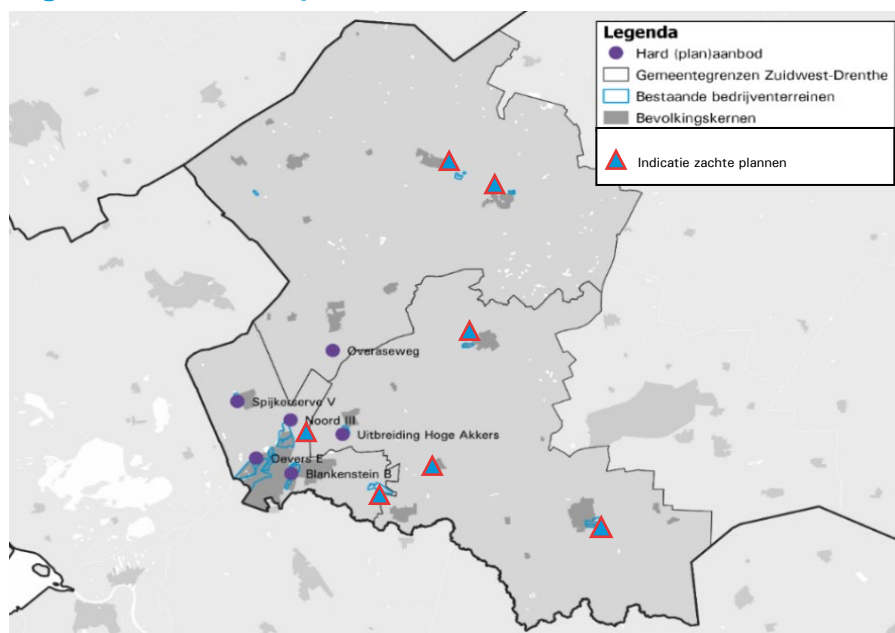 Legenda
Hard (plan)aanbod
Gemeentegrenzen Zuidwest-Drenthe
Bestaande bedrijventerreinen
Bevolkingskernen
Indicatie zachte plannen
Overaseweg
Spijkerserve V
Noord III
Uitbreiding Hoge Akkers
Oevers E
Blankenstein B